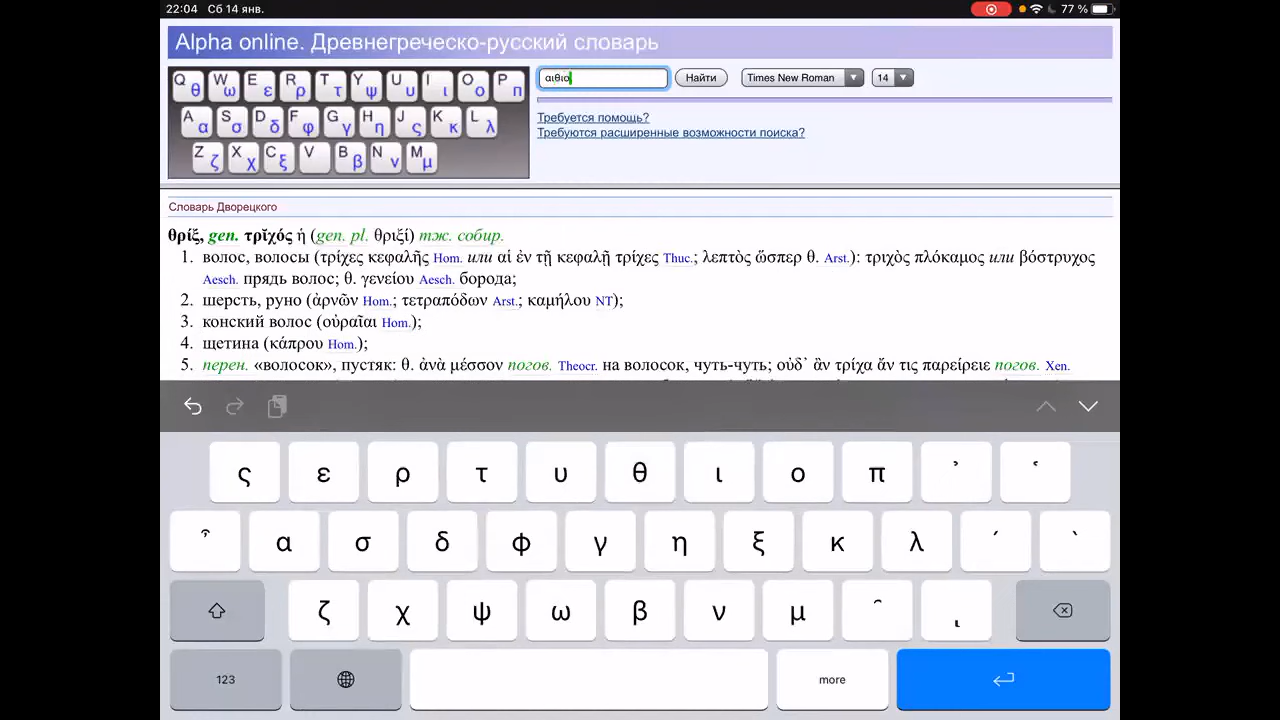 22:04 Сб 14 янв. 77 %
Alpha online. Древнегреческо-русский словарь
Q θ W ω E ε R ρ T τ Y ψ U υ I ι O ο P π
A α S σ D δ F φ G γ H η J ς K κ L λ
Z ζ X χ C ξ V B β N ν M μ
αιθιο Найти Times New Roman 14
Требуется помощь?
Требуются расширенные возможности поиска?
Словарь Дворецкого
θρίξ, gen. τρῐχός ἡ (gen. pl. θριξί) тж. собир.
1. волос, волосы (τρίχες κεφαλῆς Hom. или αἱ ἐν τῇ κεφαλῇ τρίχες Thuc.; λεπτὸς ὥσπερ θ. Arst.): τριχὸς πλόκαμος или βόστρυχος
Aesch. прядь волос; θ. γενείου Aesch. борода;
2. шерсть, руно (ἀρνῶν Hom.; τετραπόδων Arst.; καμήλου NT);
3. конский волос (οὐραῖαι Hom.);
4. щетина (κάπρου Hom.);
5. перен. «волосок», пустяк: θ. ἀνὰ μέσσον погов. Theocr. на волосок, чуть-чуть; οὐδ᾽ ἂν τρίχα ἄν τις παρείρειε погов. Xen.
ς ε ρ τ υ θ ι ο π ᾿ ῾
α σ δ φ γ η ξ κ λ ´ `
ζ χ ψ ω β ν μ ῀ ͺ
123 more